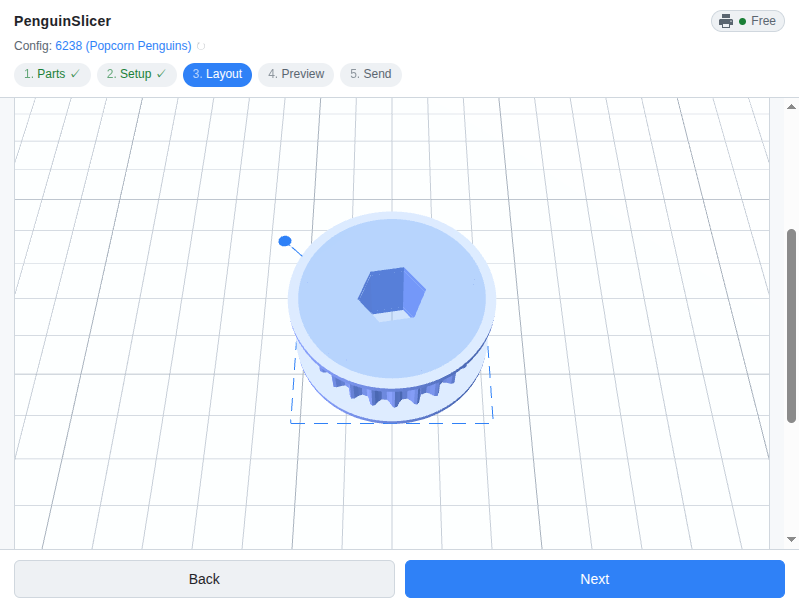 PenguinSlicer
Free
Config: 6238 (Popcorn Penguins)
1. Parts ✓
2. Setup ✓
3. Layout
4. Preview
5. Send
Back
Next